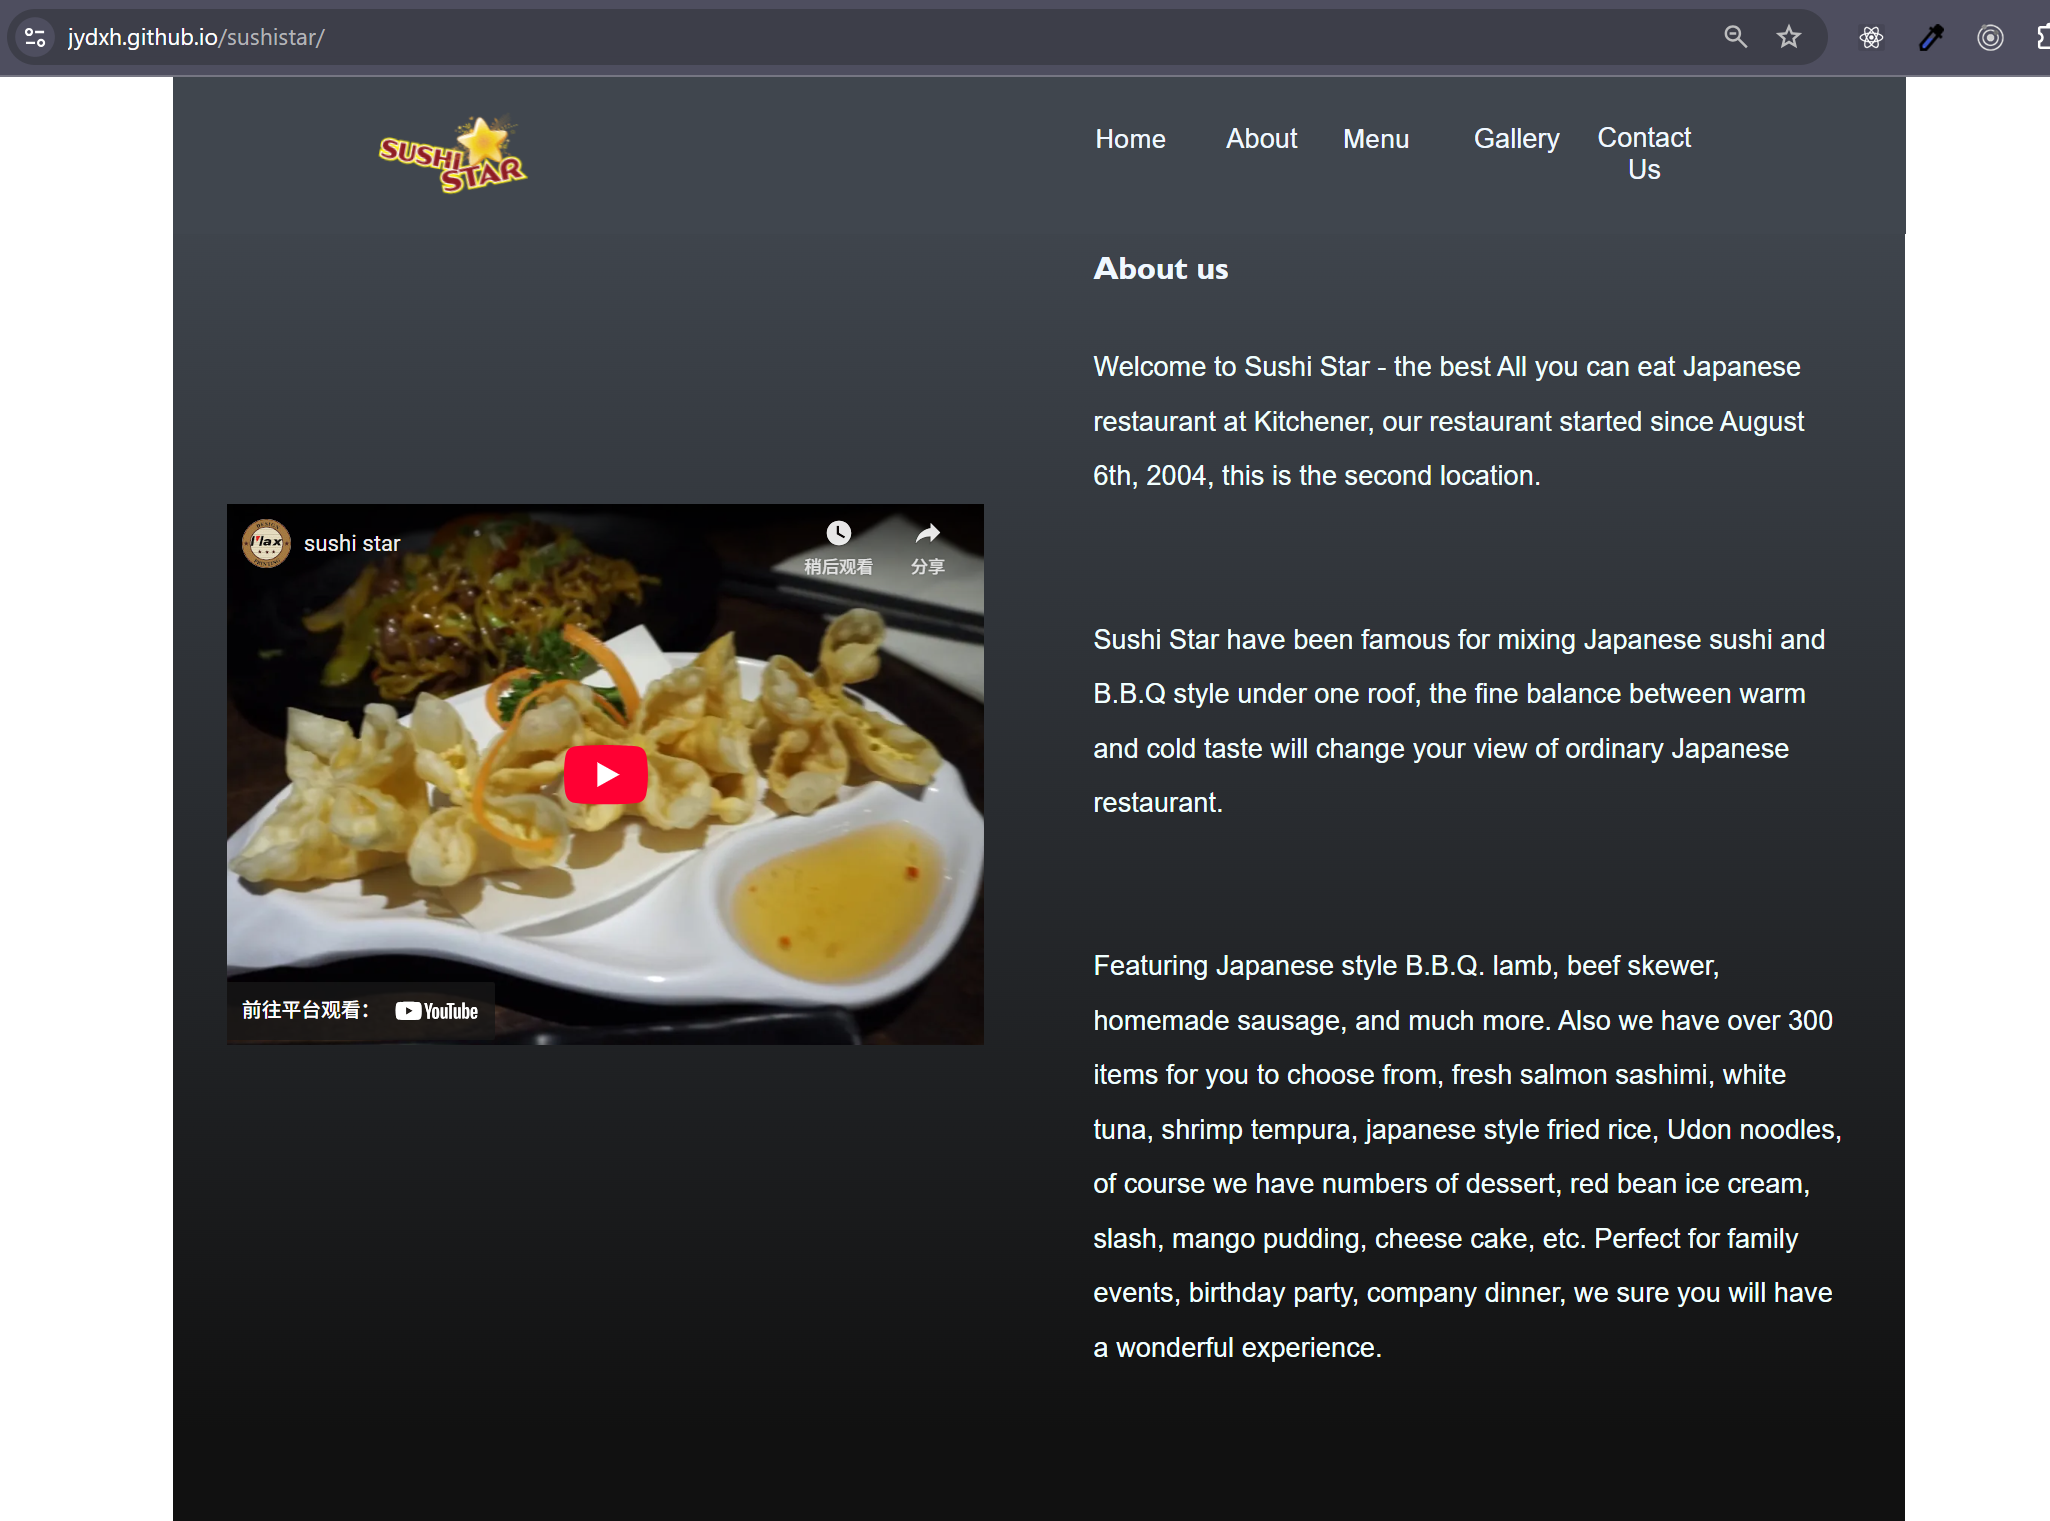 jydxh.github.io/sushistar/
SUSHI
STAR
Home
About
Menu
Gallery
Contact
Us
About us
Welcome to Sushi Star - the best All you can eat Japanese
restaurant at Kitchener, our restaurant started since August
6th, 2004, this is the second location.
sushi star
稍后观看
分享
前往平台观看：
YouTube
Sushi Star have been famous for mixing Japanese sushi and
B.B.Q style under one roof, the fine balance between warm
and cold taste will change your view of ordinary Japanese
restaurant.
Featuring Japanese style B.B.Q. lamb, beef skewer,
homemade sausage, and much more. Also we have over 300
items for you to choose from, fresh salmon sashimi, white
tuna, shrimp tempura, japanese style fried rice, Udon noodles,
of course we have numbers of dessert, red bean ice cream,
slash, mango pudding, cheese cake, etc. Perfect for family
events, birthday party, company dinner, we sure you will have
a wonderful experience.